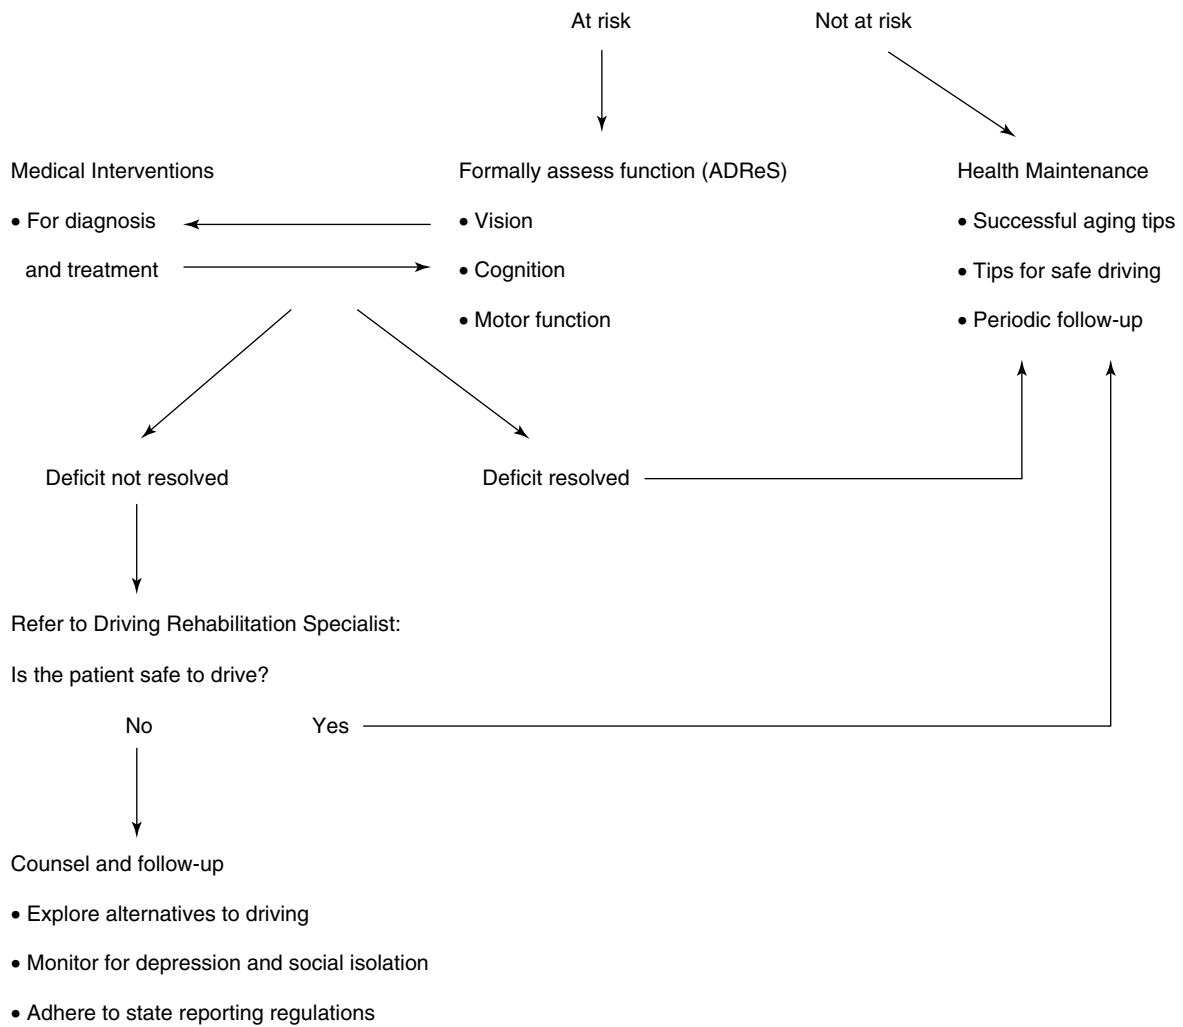 At risk
Not at risk
Medical Interventions
• For diagnosis
and treatment
Formally assess function (ADReS)
• Vision
• Cognition
• Motor function
Health Maintenance
• Successful aging tips
• Tips for safe driving
• Periodic follow-up
Deficit not resolved
Deficit resolved
Refer to Driving Rehabilitation Specialist:
Is the patient safe to drive?
No
Yes
Counsel and follow-up
• Explore alternatives to driving
• Monitor for depression and social isolation
• Adhere to state reporting regulations